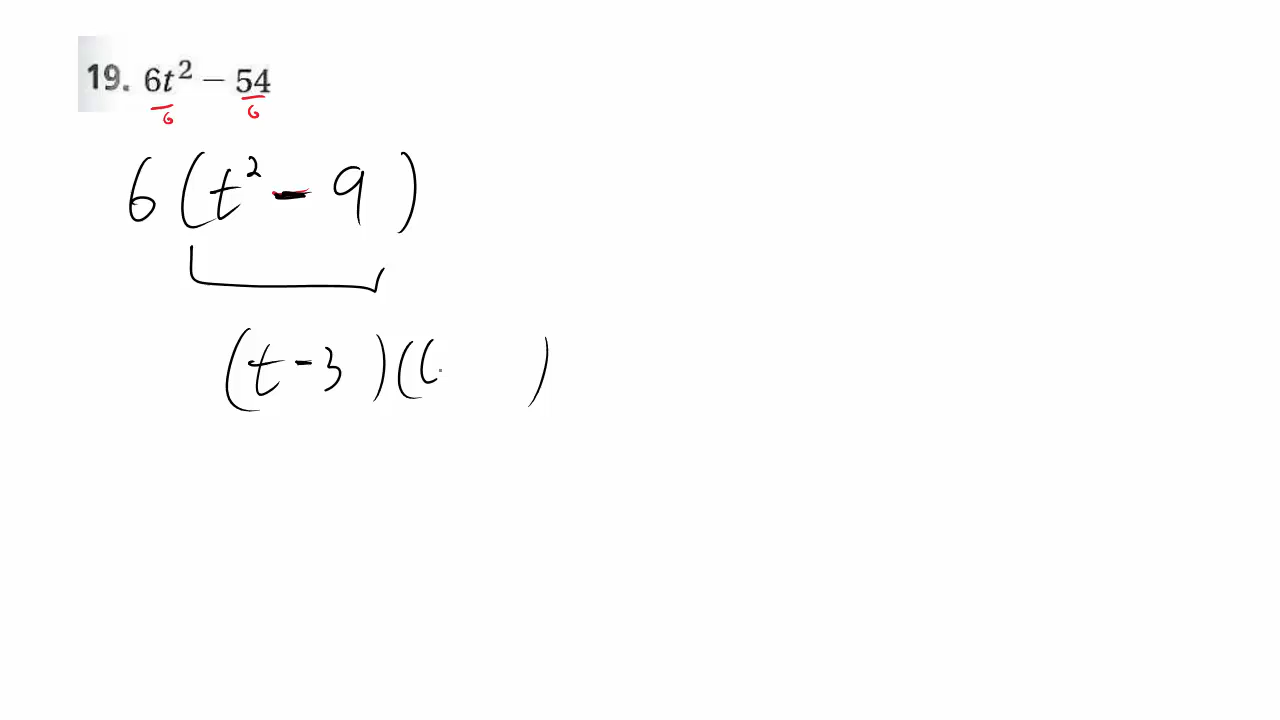 19. 6t² − 54
6 6
6(t² - 9)
(t - 3)(( )